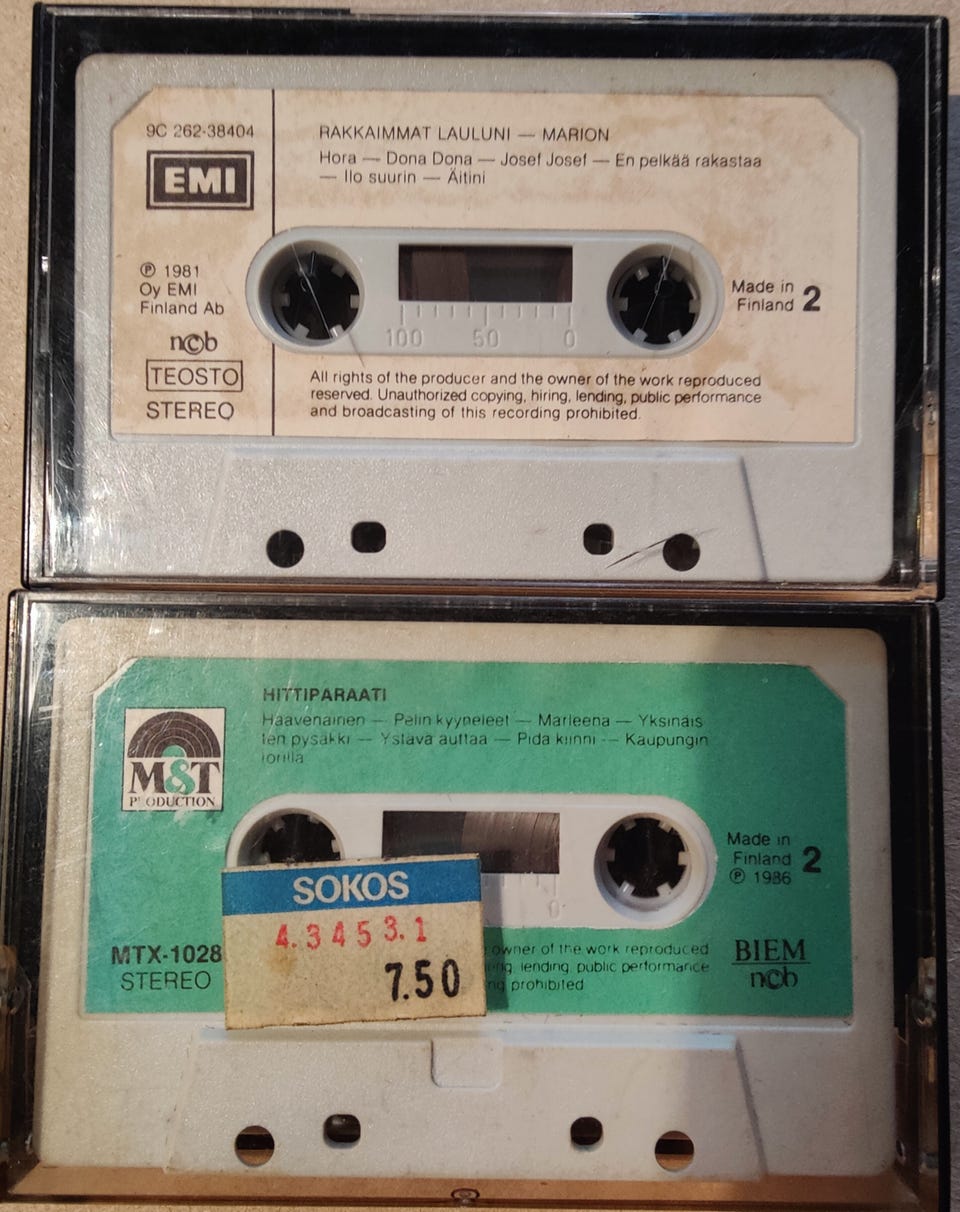 9C 262-38404
EMI
℗ 1981
Oy EMI
Finland Ab
ncb
TEOSTO
STEREO
RAKKAIMMAT LAULUNI — MARION
Hora — Dona Dona — Josef Josef — En pelkää rakastaa
— Ilo suurin — Äitini
100 50 0
Made in
Finland 2
All rights of the producer and the owner of the work reproduced
reserved. Unauthorized copying, hiring, lending, public performance
and broadcasting of this recording prohibited.
HITTIPARAATI
Haavenainen — Pelin kyyneleet — Marleena — Yksinäis
ten pysäkki — Ystävä auttaa — Pidä kiinni — Kaupungin
torilla
M&T
PRODUCTION
0
Made in
Finland 2
℗ 1986
SOKOS
4.3453.1
7.50
MTX-1028
STEREO
owner of the work reproduced
lending, public performance
prohibited
BIEM
ncb